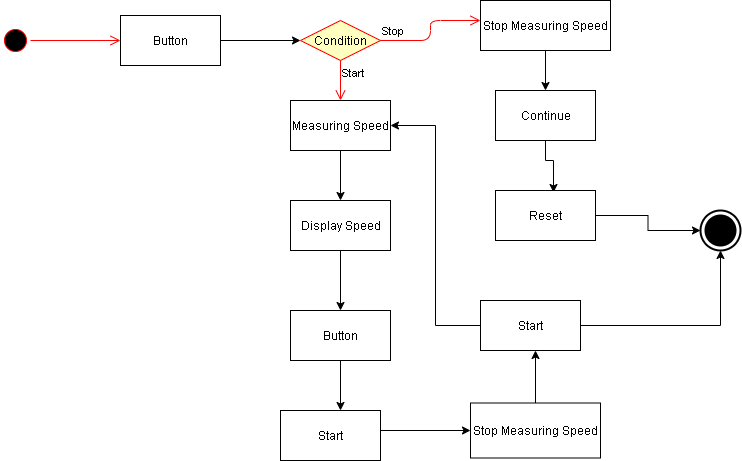 Button
Condition
Stop
Stop Measuring Speed
Start
Measuring Speed
Continue
Display Speed
Reset
Button
Start
Start
Stop Measuring Speed